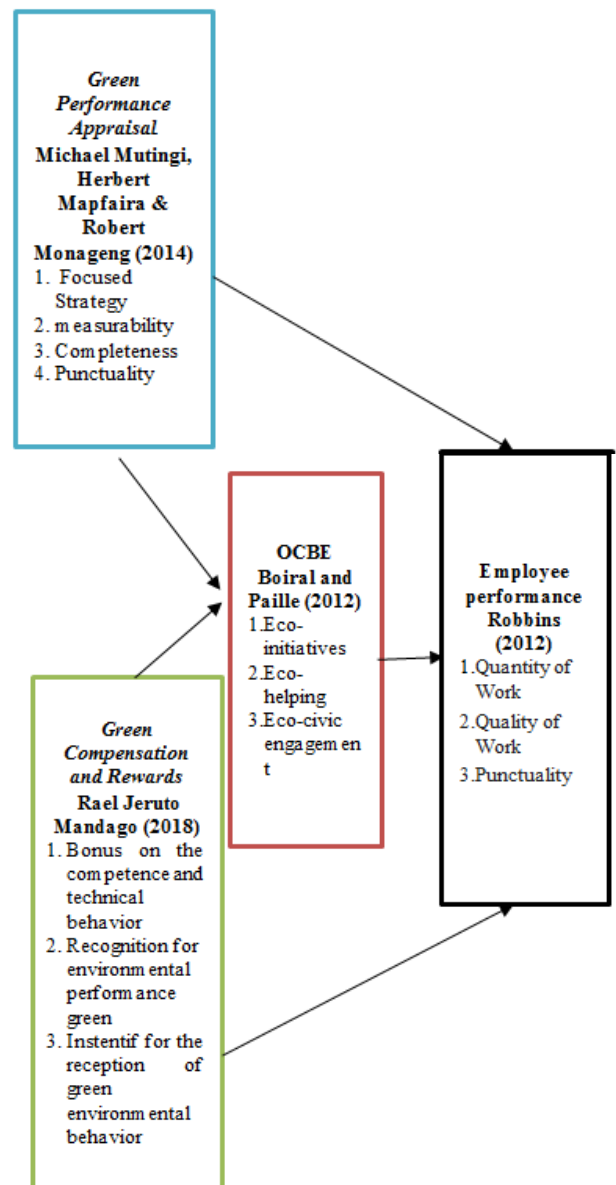 Green
Performance
Appraisal
Michael Mutingi,
Herbert
Mapfaira &
Robert
Monageng (2014)
1. Focused
Strategy
2. measurability
3. Completeness
4. Punctuality
OCBE
Boiral and
Paille (2012)
1.Eco-
initiatives
2.Eco-
helping
3.Eco-civic
engagemen
t
Employee
performance
Robbins
(2012)
1.Quantity of
Work
2.Quality of
Work
3.Punctuality
Green
Compensation
and Rewards
Rael Jeruto
Mandago (2018)
1. Bonus on the
competence and
technical
behavior
2. Recognition for
environmental
performance
green
3. Instentif for the
reception of
green
environmental
behavior